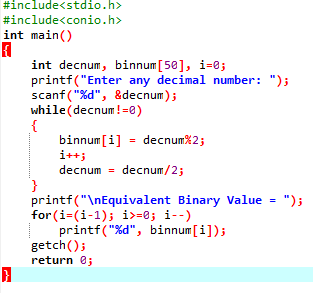 #include<stdio.h>
#include<conio.h>
int main()
{
    int decnum, binnum[50], i=0;
    printf("Enter any decimal number: ");
    scanf("%d", &decnum);
    while(decnum!=0)
    {
        binnum[i] = decnum%2;
        i++;
        decnum = decnum/2;
    }
    printf("\nEquivalent Binary Value = ");
    for(i=(i-1); i>=0; i--)
        printf("%d", binnum[i]);
    getch();
    return 0;
}